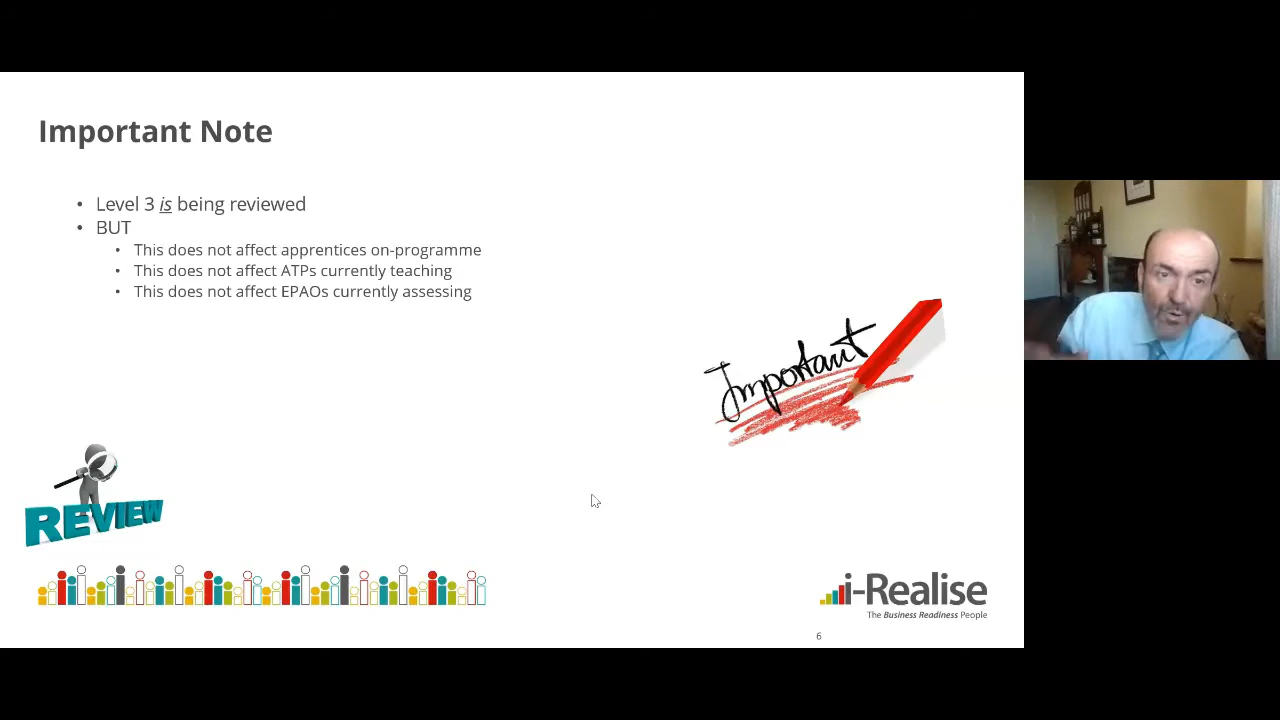 Important Note
• Level 3 is being reviewed
• BUT
• This does not affect apprentices on-programme
• This does not affect ATPs currently teaching
• This does not affect EPAOs currently assessing
Important
REVIEW
i-Realise
The Business Readiness People
6